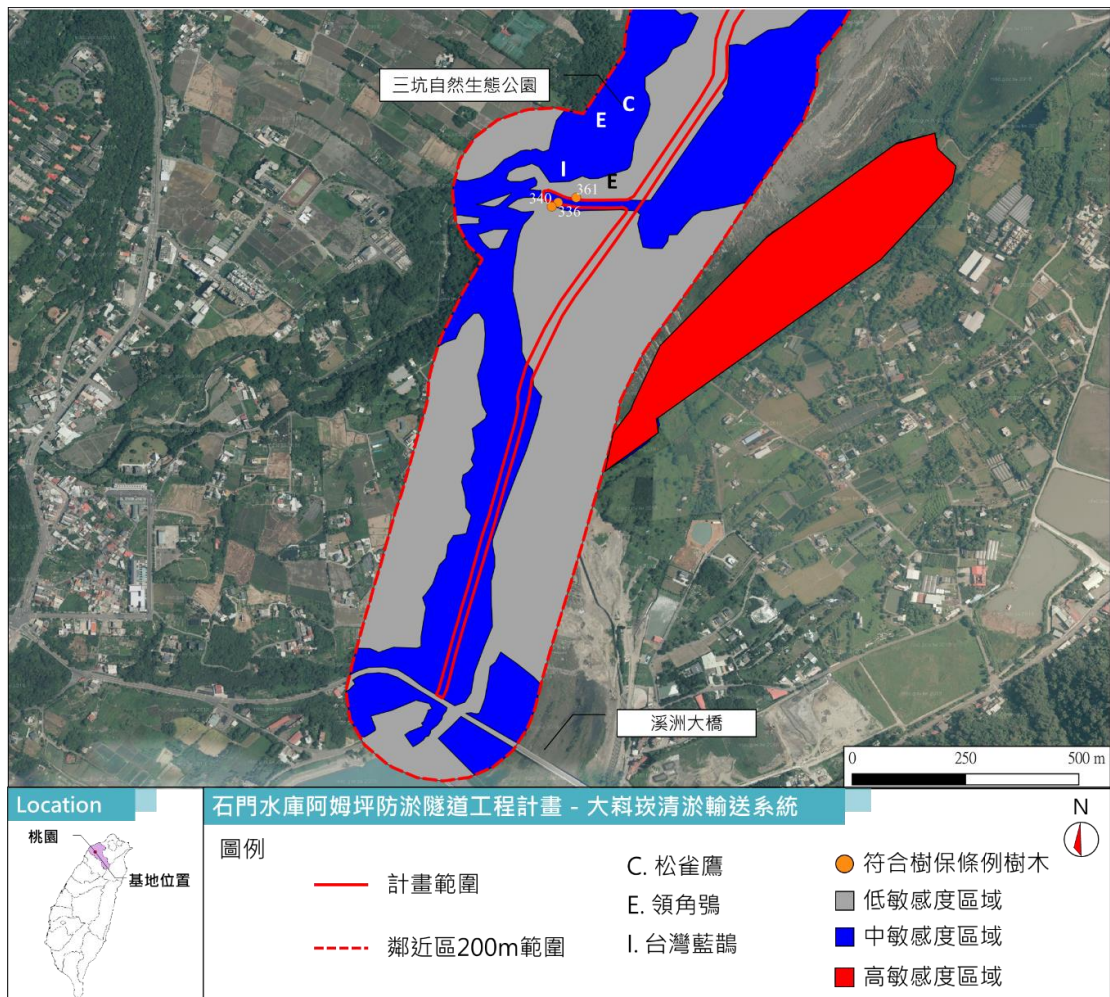 三坑自然生態公園
C
E
I
E
361
340
336
溪洲大橋
0 250 500 m
Location
桃園
基地位置
石門水庫阿姆坪防淤隧道工程計畫 - 大嵙崁清淤輸送系統
N
圖例
計畫範圍
鄰近區200m範圍
C. 松雀鷹
E. 領角鴞
I. 台灣藍鵲
符合樹保條例樹木
低敏感度區域
中敏感度區域
高敏感度區域